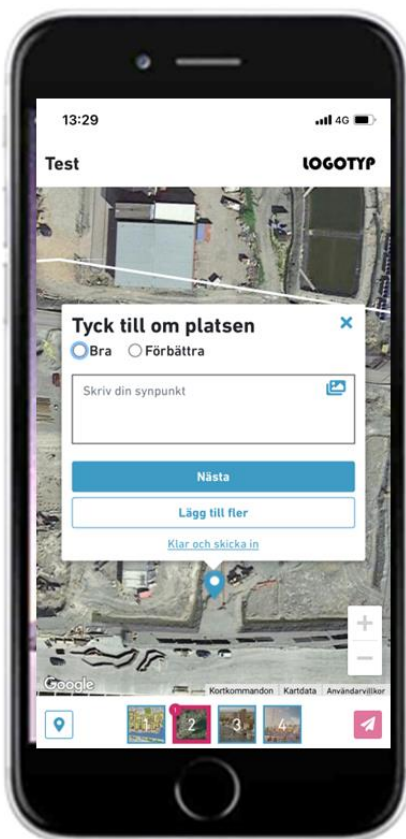 13:29
4G
Test
LOGOTYP
Tyck till om platsen
Bra Förbättra
Skriv din synpunkt
Nästa
Lägg till fler
Klar och skicka in
+
−
Google
Kortkommandon Kartdata Användarvillkor
1
1 2 3 4